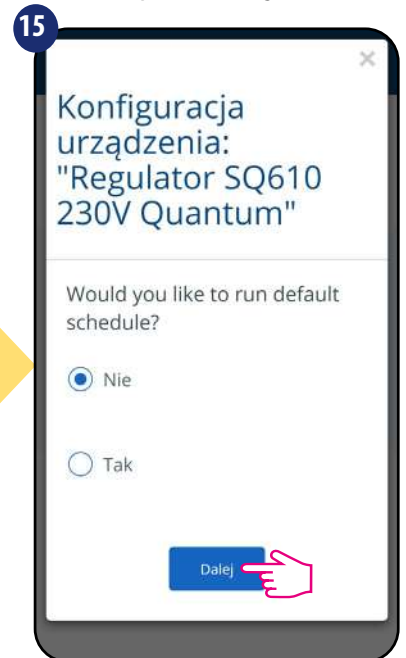 15
×
Konfiguracja
urządzenia:
"Regulator SQ610
230V Quantum"
Would you like to run default
schedule?
Nie
Tak
Dalej